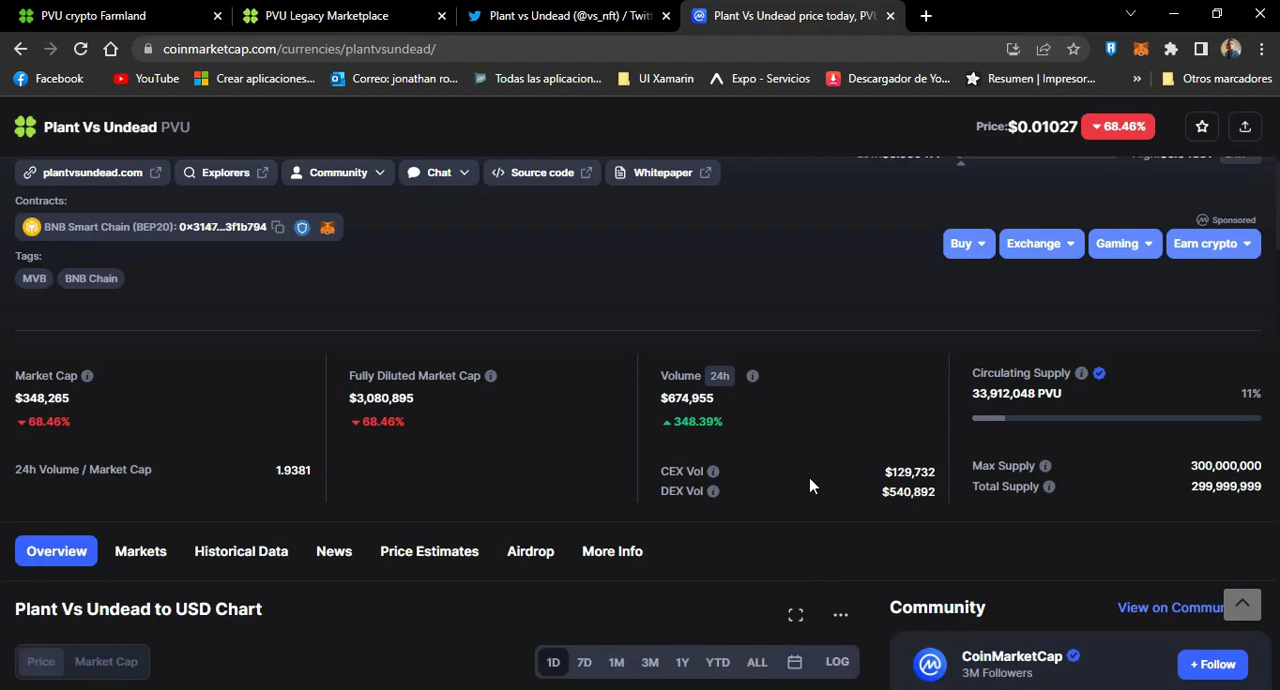 PVU crypto Farmland
PVU Legacy Marketplace
Plant vs Undead (@vs_nft) / Twitt
Plant Vs Undead price today, PVU
coinmarketcap.com/currencies/plantvsundead/
Facebook
YouTube
Crear aplicaciones...
Correo: jonathan ro...
Todas las aplicacion...
UI Xamarin
Expo - Servicios
Descargador de Yo...
Resumen | Impresor...
»
Otros marcadores
Plant Vs Undead PVU
Price:$0.01027
68.46%
plantvsundead.com
Explorers
Community
Chat
</> Source code
Whitepaper
Contracts:
BNB Smart Chain (BEP20): 0x3147...3f1b794
Sponsored
Buy
Exchange
Gaming
Earn crypto
Tags:
MVB
BNB Chain
Market Cap
$348,265
68.46%
24h Volume / Market Cap
1.9381
Fully Diluted Market Cap
$3,080,895
68.46%
Volume 24h
$674,955
348.39%
CEX Vol
$129,732
DEX Vol
$540,892
Circulating Supply
33,912,048 PVU
11%
Max Supply
300,000,000
Total Supply
299,999,999
Overview
Markets
Historical Data
News
Price Estimates
Airdrop
More Info
Plant Vs Undead to USD Chart
Price
Market Cap
1D
7D
1M
3M
1Y
YTD
ALL
LOG
Community
View on Commu
CoinMarketCap
3M Followers
+ Follow